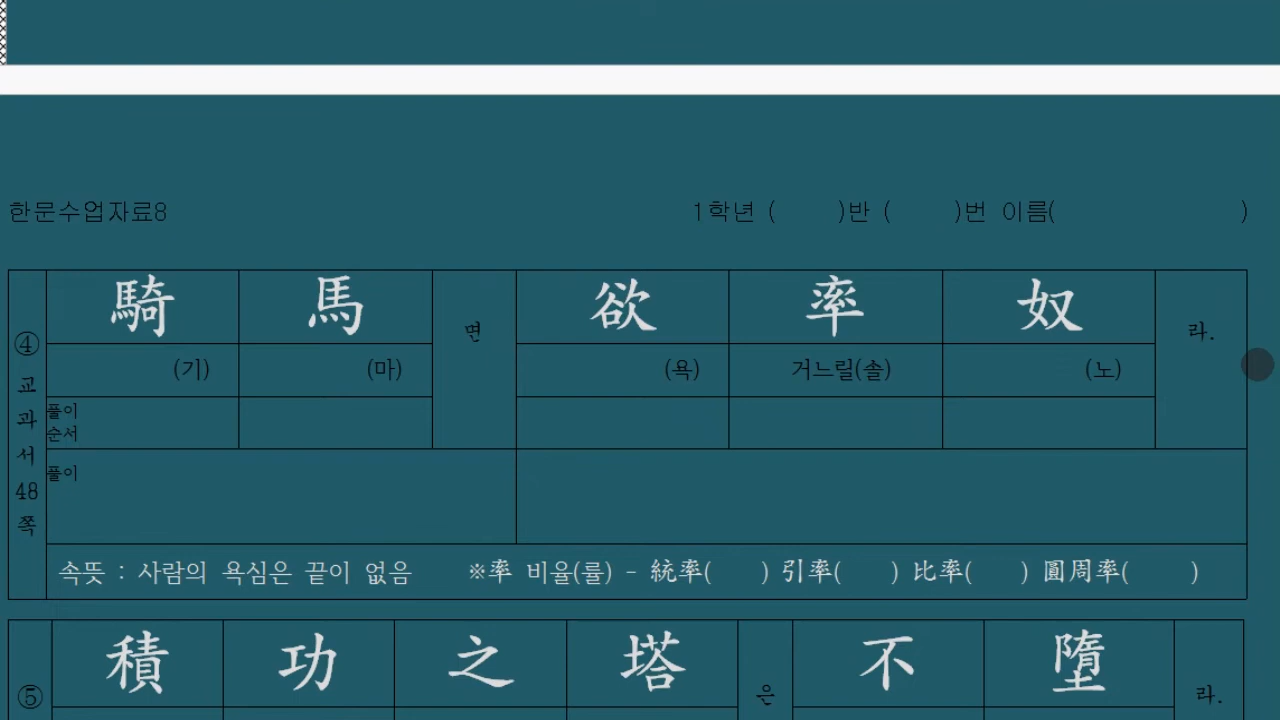 한문수업자료8 1학년 ( )반 ( )번 이름( )
④ 교과서 48쪽
騎 馬 면 欲 率 奴 라.
(기) (마) (욕) 거느릴(솔) (노)
풀이 순서
풀이
속뜻 : 사람의 욕심은 끝이 없음 ※率 비율(률) - 統率( ) 引率( ) 比率( ) 圓周率( )
⑤ 積 功 之 塔 은 不 墮 라.